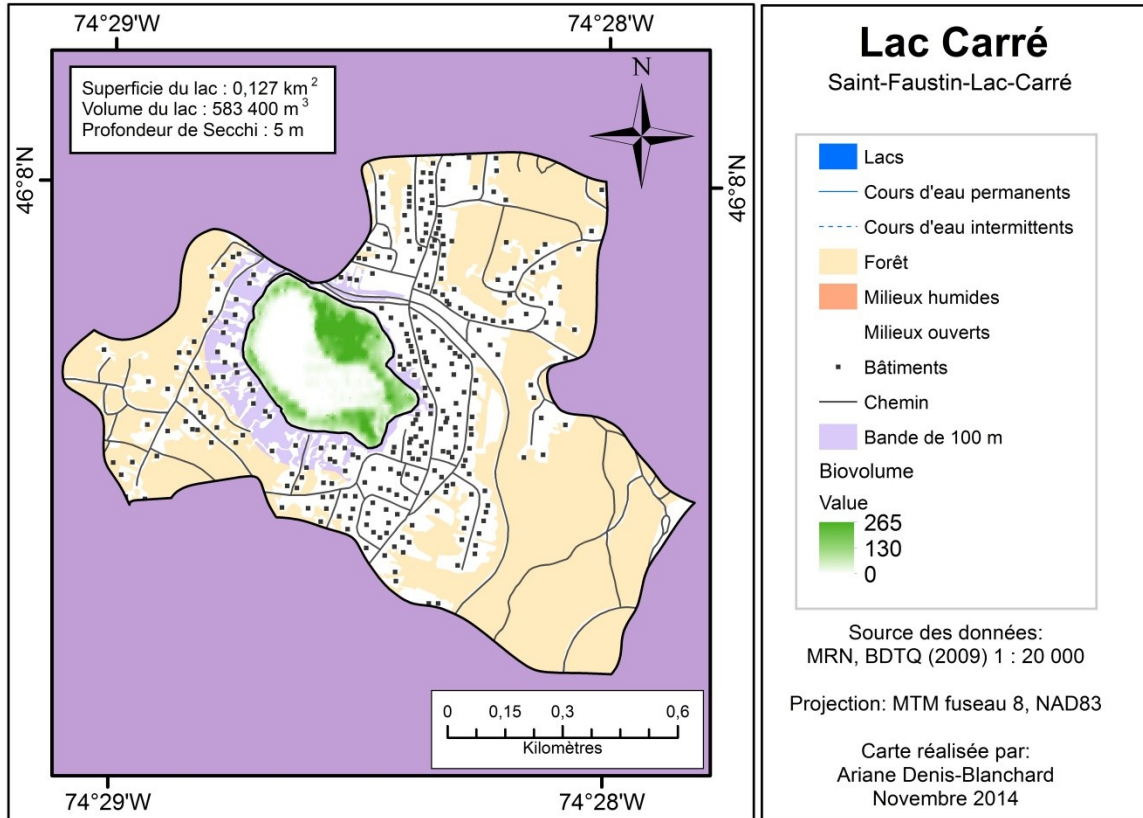 74°29'W
74°28'W
Superficie du lac : 0,127 km²
Volume du lac : 583 400 m³
Profondeur de Secchi : 5 m
N
46°8'N
46°8'N
0 0,15 0,3 0,6
Kilomètres
74°29'W
74°28'W
Lac Carré
Saint-Faustin-Lac-Carré
Lacs
Cours d'eau permanents
Cours d'eau intermittents
Forêt
Milieux humides
Milieux ouverts
Bâtiments
Chemin
Bande de 100 m
Biovolume
Value
265
130
0
Source des données:
MRN, BDTQ (2009) 1 : 20 000
Projection: MTM fuseau 8, NAD83
Carte réalisée par:
Ariane Denis-Blanchard
Novembre 2014